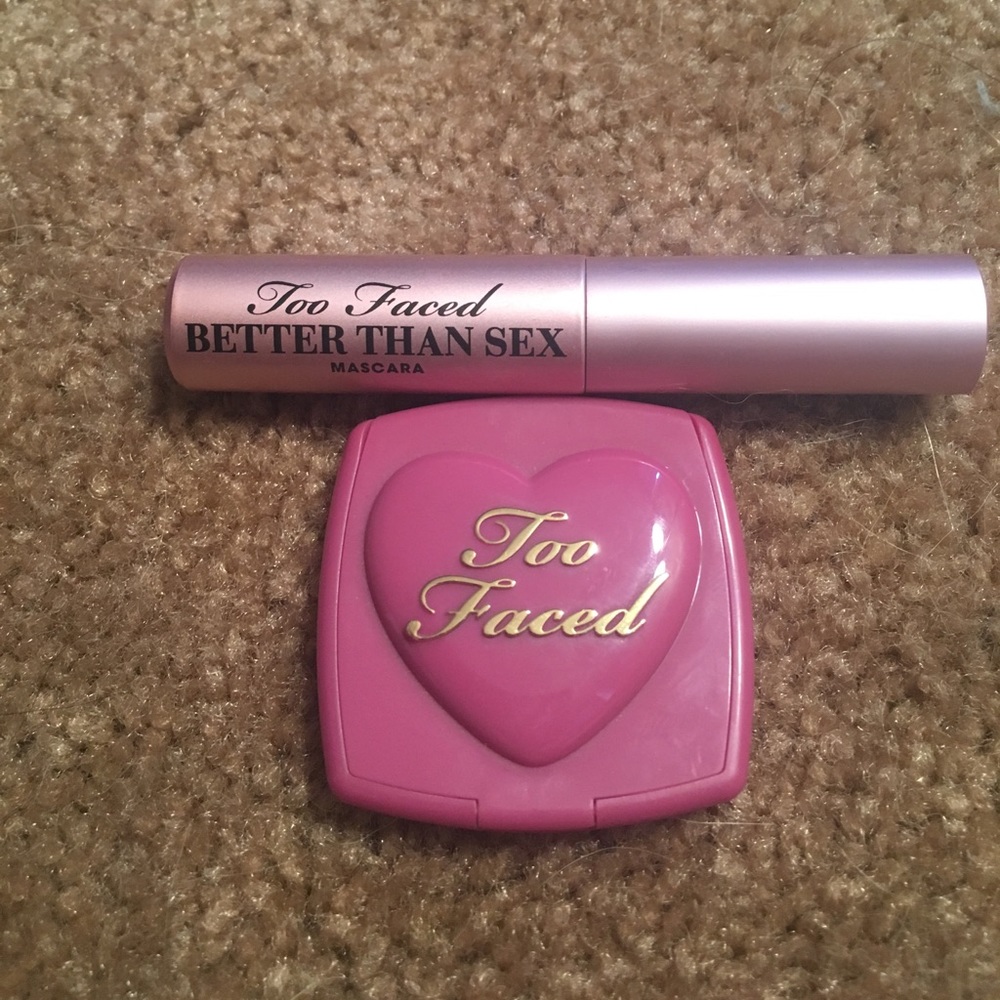 Too Faced
BETTER THAN SEX
MASCARA
Too
Faced